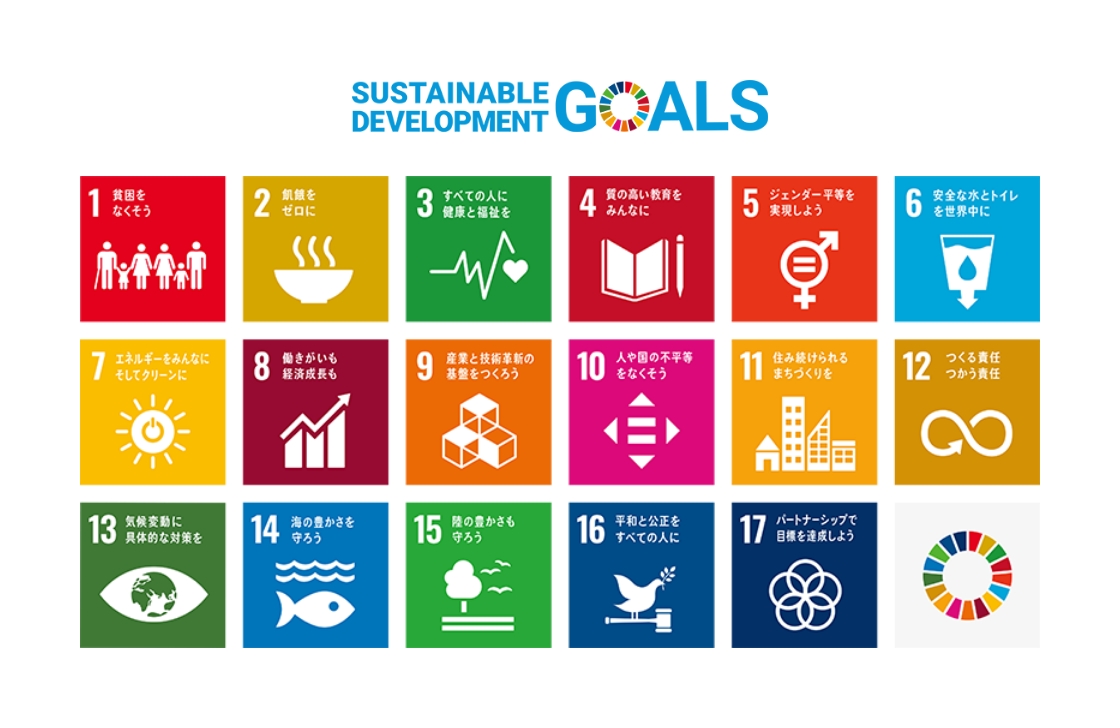 SUSTAINABLE
DEVELOPMENT
GOALS
1
貧困を
なくそう
2
飢餓を
ゼロに
3
すべての人に
健康と福祉を
4
質の高い教育を
みんなに
5
ジェンダー平等を
実現しよう
6
安全な水とトイレ
を世界中に
7
エネルギーをみんなに
そしてクリーンに
8
働きがいも
経済成長も
9
産業と技術革新の
基盤をつくろう
10
人や国の不平等
をなくそう
11
住み続けられる
まちづくりを
12
つくる責任
つかう責任
13
気候変動に
具体的な対策を
14
海の豊かさを
守ろう
15
陸の豊かさも
守ろう
16
平和と公正を
すべての人に
17
パートナーシップで
目標を達成しよう